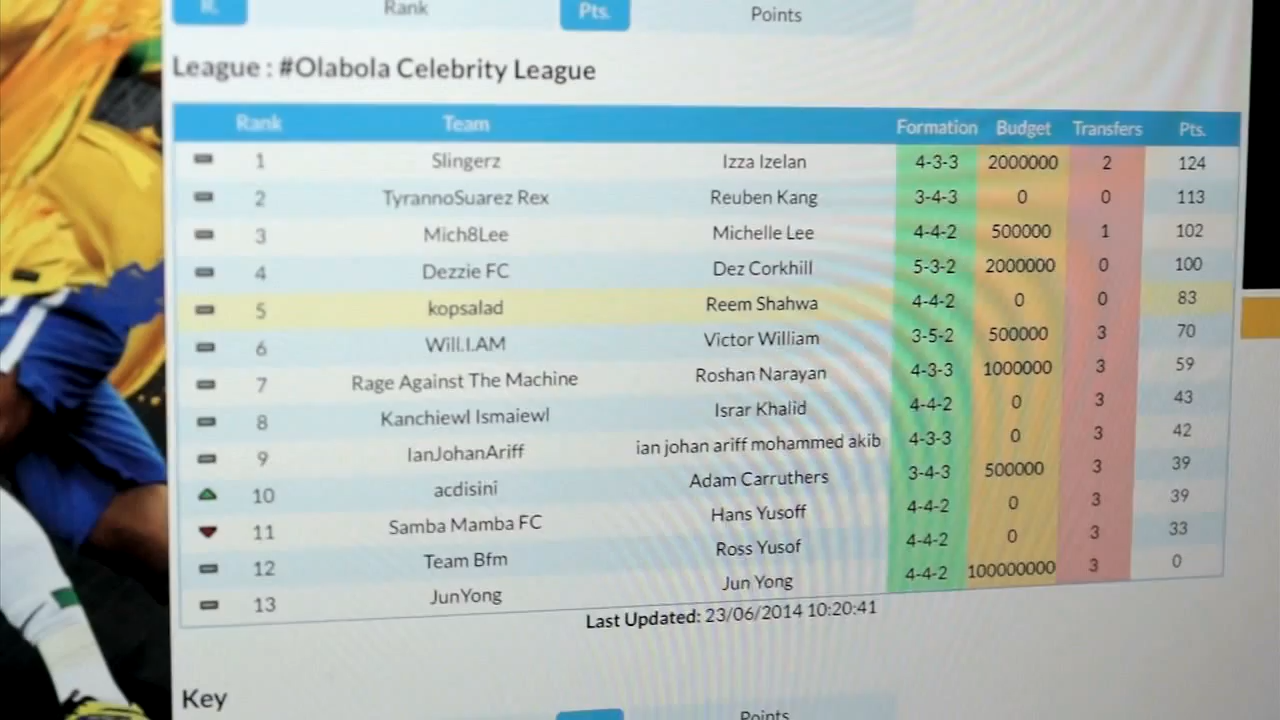 R. Rank Pts. Points
League : #Olabola Celebrity League
Rank Team Formation Budget Transfers Pts.
1 Slingerz Izza Izelan 4-3-3 2000000 2 124
2 TyrannoSuarez Rex Reuben Kang 3-4-3 0 0 113
3 Mich8Lee Michelle Lee 4-4-2 500000 1 102
4 Dezzie FC Dez Corkhill 5-3-2 2000000 0 100
5 kopsalad Reem Shahwa 4-4-2 0 0 83
6 Will.I.AM Victor William 3-5-2 500000 3 70
7 Rage Against The Machine Roshan Narayan 4-3-3 1000000 3 59
8 Kanchiewl Ismaiewl Israr Khalid 4-4-2 0 3 43
9 IanJohanAriff ian johan ariff mohammed akib 4-3-3 0 3 42
10 acdisini Adam Carruthers 3-4-3 500000 3 39
11 Samba Mamba FC Hans Yusoff 4-4-2 0 3 39
12 Team Bfm Ross Yusof 4-4-2 0 3 33
13 JunYong Jun Yong 4-4-2 100000000 3 0
Last Updated: 23/06/2014 10:20:41
Key
Points